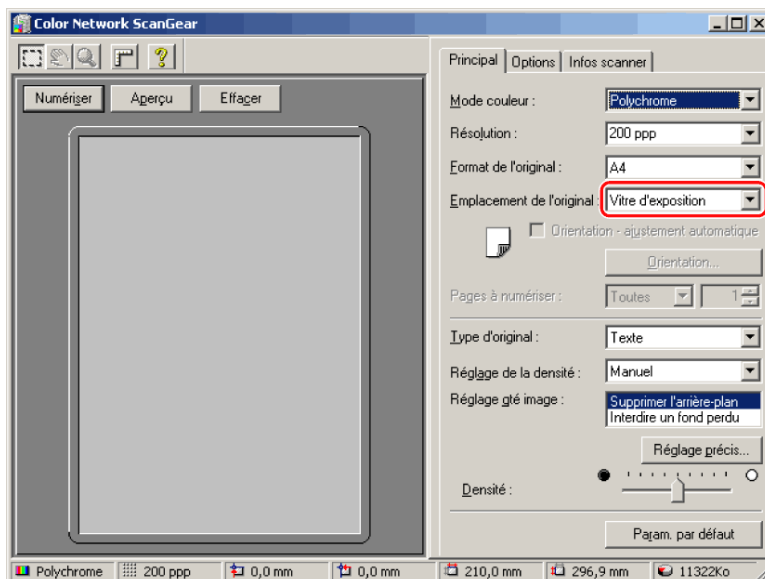 Color Network ScanGear
Numériser Aperçu Effacer
Principal Options Infos scanner
Mode couleur : Polychrome
Résolution : 200 ppp
Format de l'original : A4
Emplacement de l'original : Vitre d'exposition
Orientation - ajustement automatique
Orientation...
Pages à numériser : Toutes 1
Type d'original : Texte
Réglage de la densité : Manuel
Réglage qté image : Supprimer l'arrière-plan
Interdire un fond perdu
Réglage précis...
Densité :
Param. par défaut
Polychrome 200 ppp 0,0 mm 0,0 mm 210,0 mm 296,9 mm 11322Ko